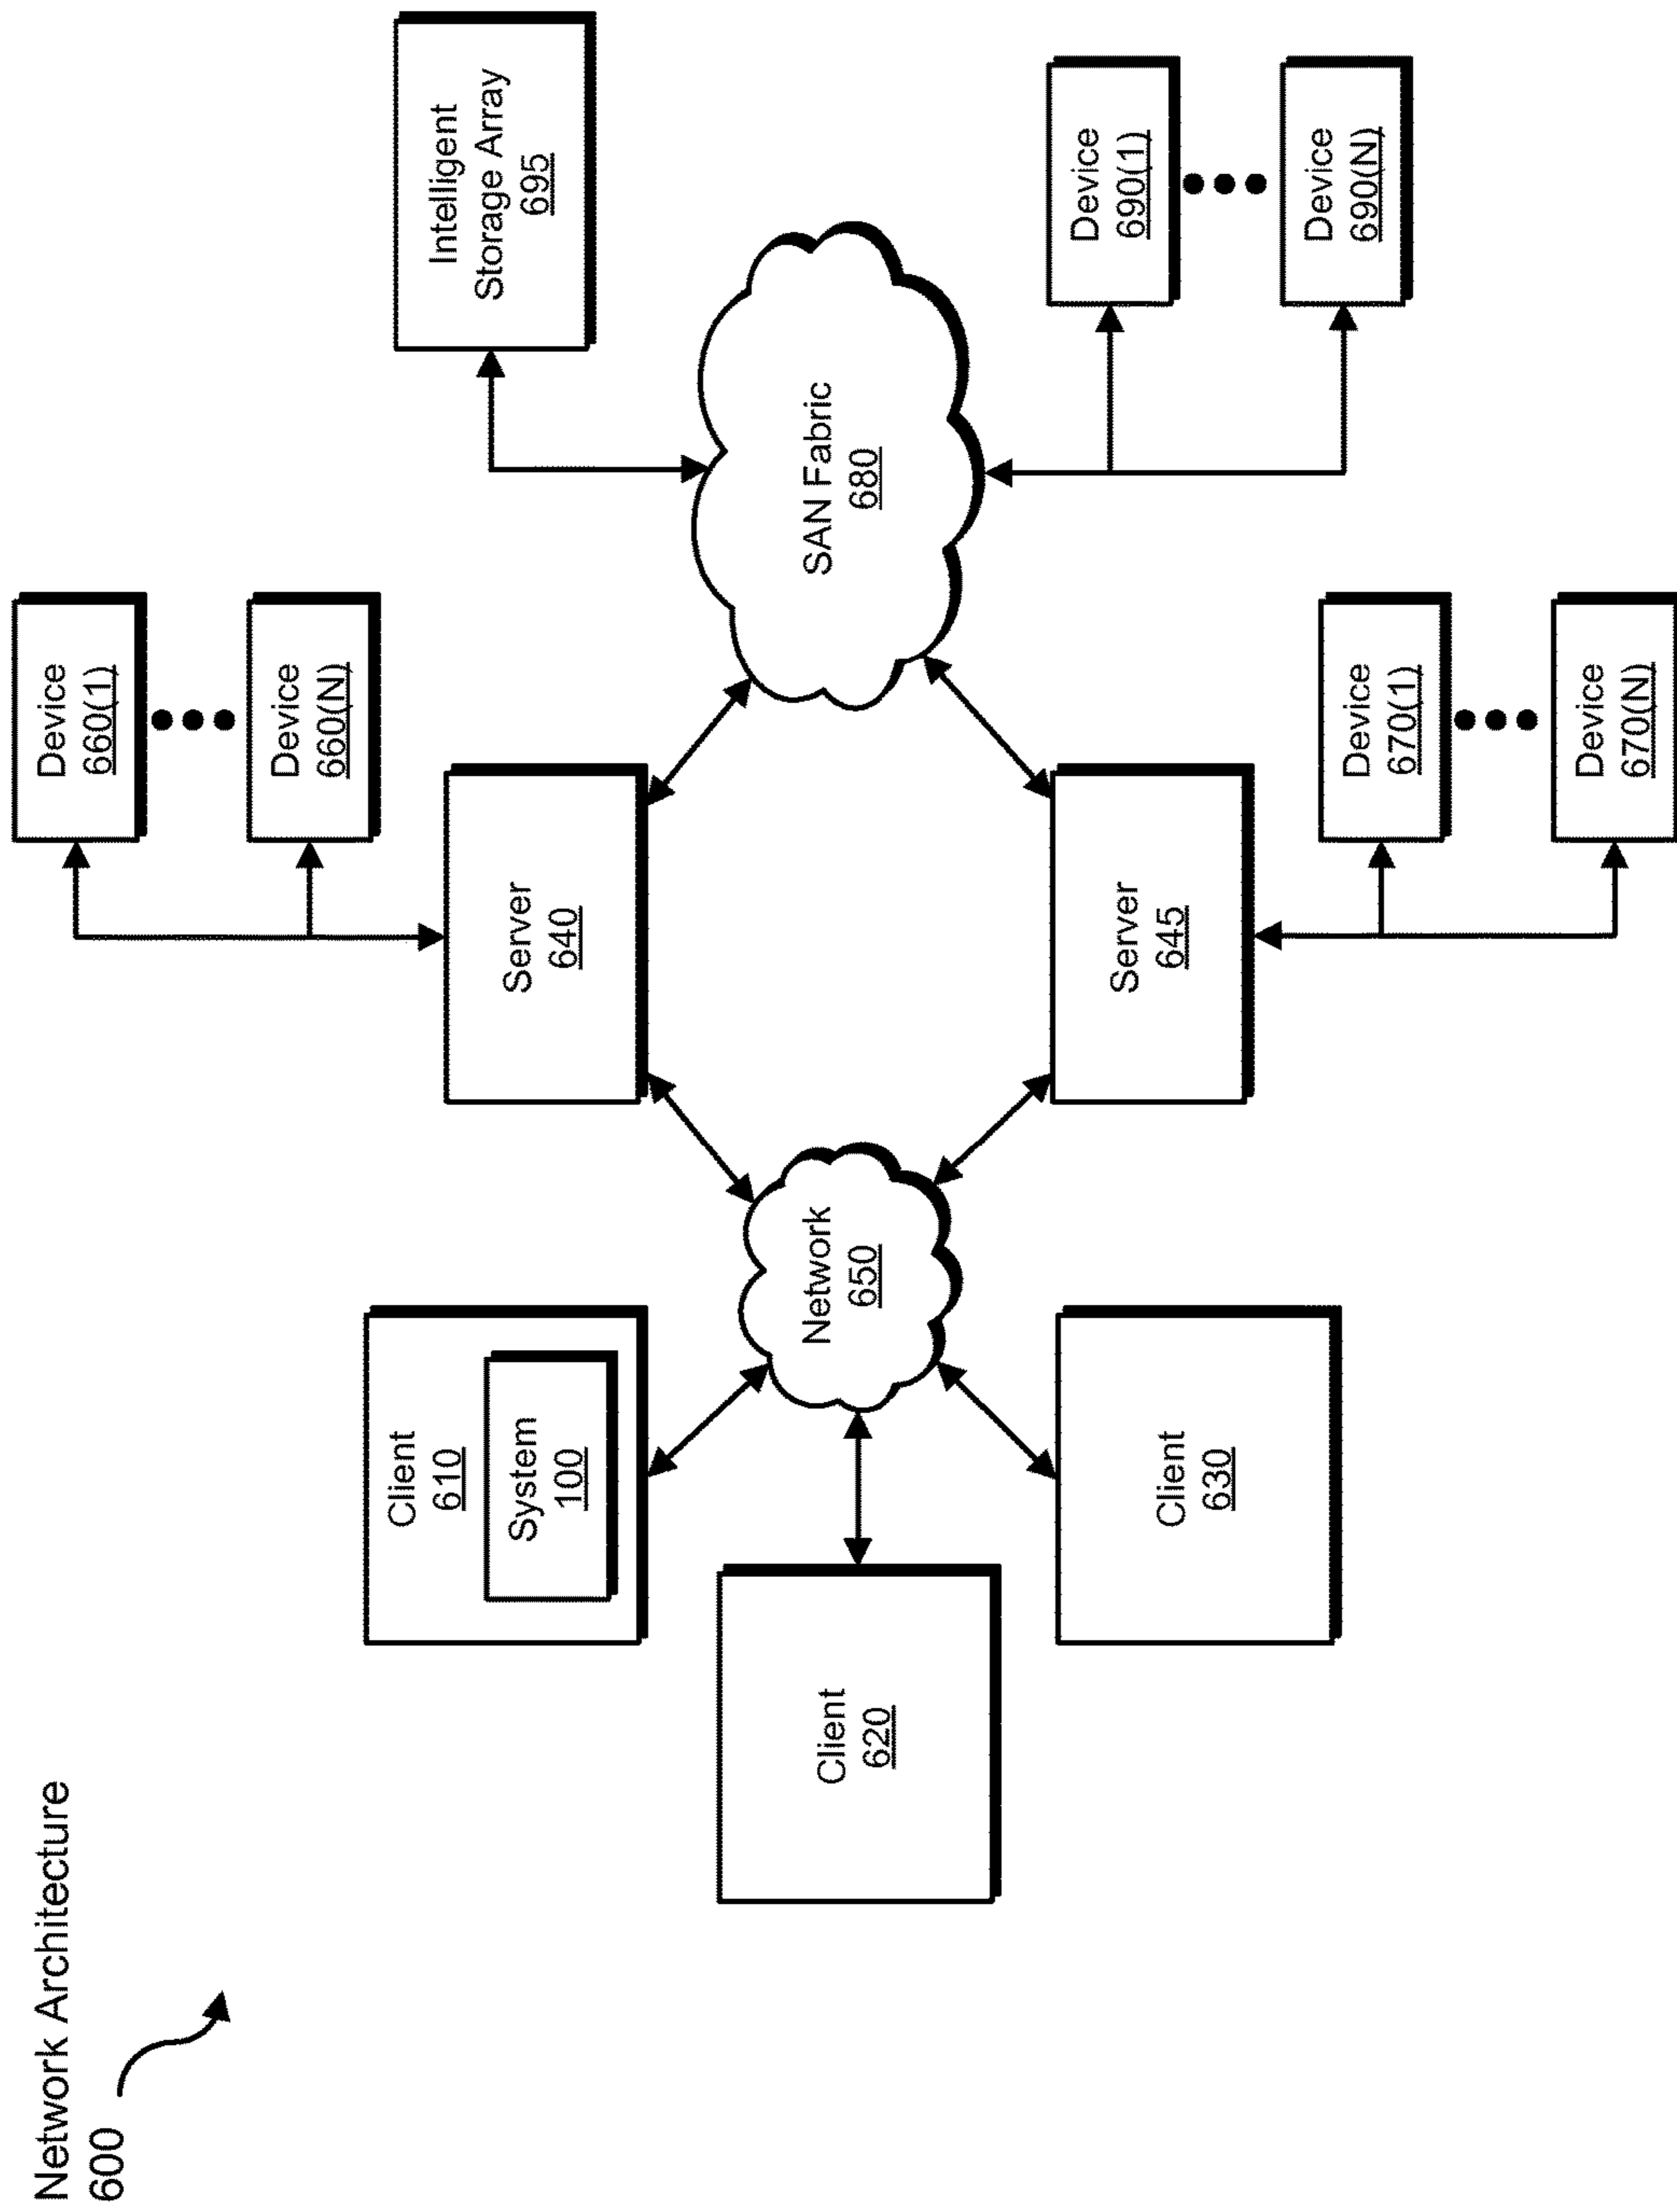 Network Architecture
600
Client
610
System
100
Client
620
Client
630
Network
650
Server
640
Server
645
Device
660(1)
Device
660(N)
Device
670(1)
Device
670(N)
SAN Fabric
680
Intelligent
Storage Array
695
Device
690(1)
Device
690(N)